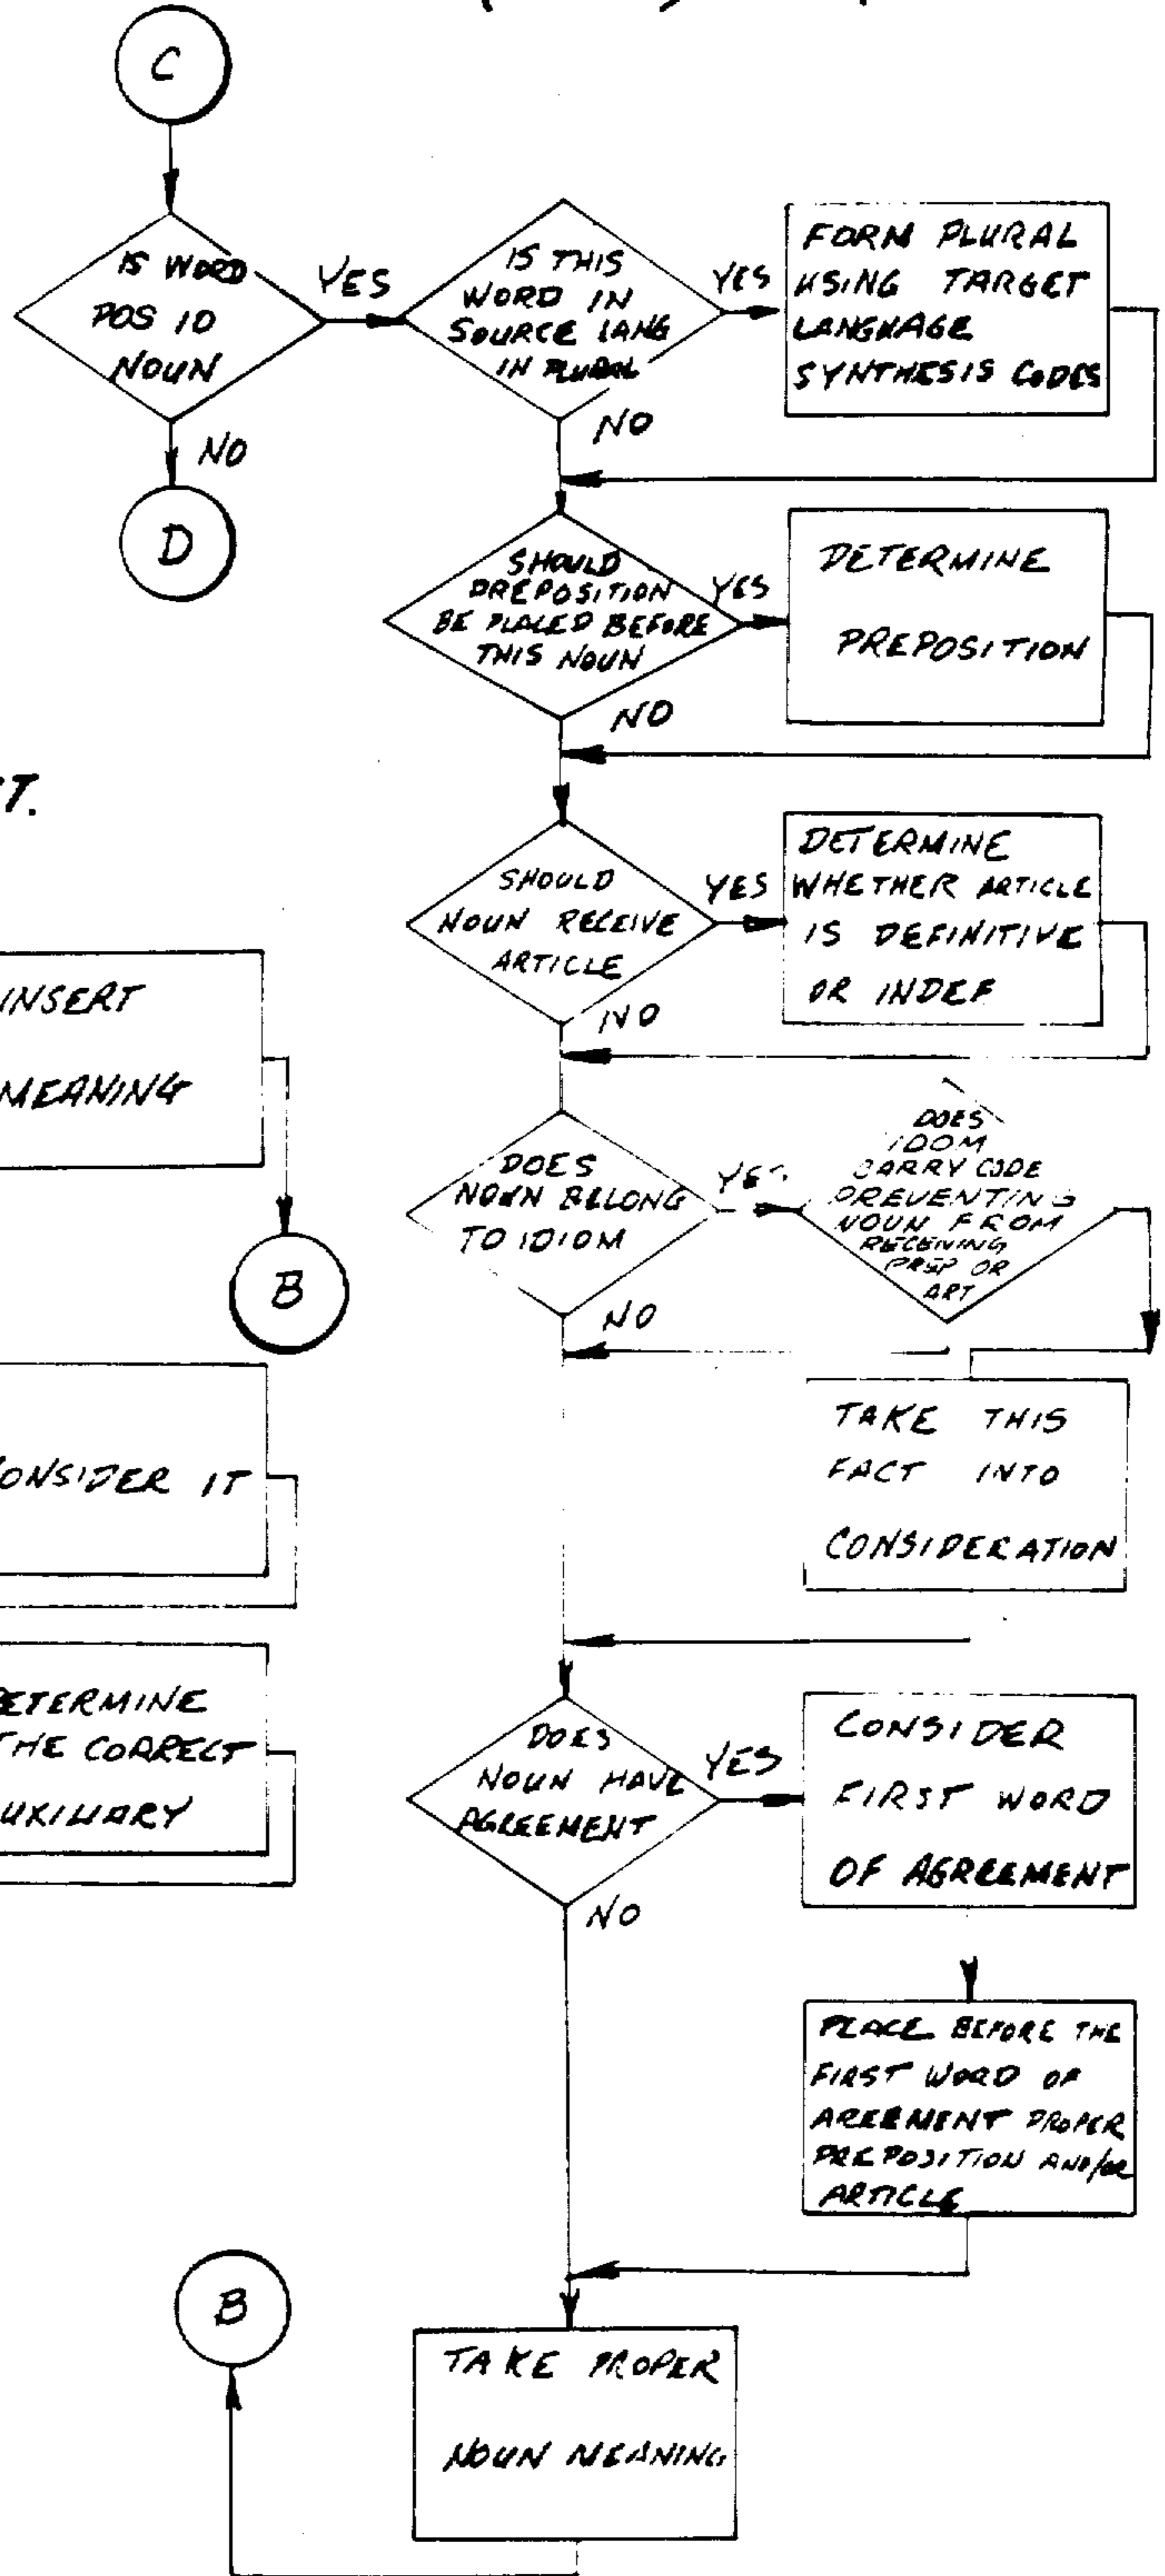 C
IS WORD
POS ID
NOUN
YES
NO
D
IS THIS
WORD IN
SOURCE LANG
IN PLURAL
YES
NO
FORM PLURAL
USING TARGET
LANGUAGE
SYNTHESIS CODES
SHOULD
PREPOSITION
BE PLACED BEFORE
THIS NOUN
YES
NO
DETERMINE
PREPOSITION
T.
SHOULD
NOUN RECEIVE
ARTICLE
YES
NO
DETERMINE
WHETHER ARTICLE
IS DEFINITIVE
OR INDEF
INSERT
MEANING
B
DOES
NOUN BELONG
TO IDIOM
YES
NO
DOES
IDOM
CARRY CODE
PREVENTING
NOUN FROM
RECEIVING
PREP OR
ART
TAKE THIS
FACT INTO
CONSIDERATION
CONSIDER IT
DETERMINE
THE CORRECT
UXILIARY
DOES
NOUN HAVE
AGREEMENT
YES
NO
CONSIDER
FIRST WORD
OF AGREEMENT
PLACE BEFORE THE
FIRST WORD OF
AREEMENT PROPER
PREPOSITION AND/OR
ARTICLE
B
TAKE PROPER
NOUN MEANING